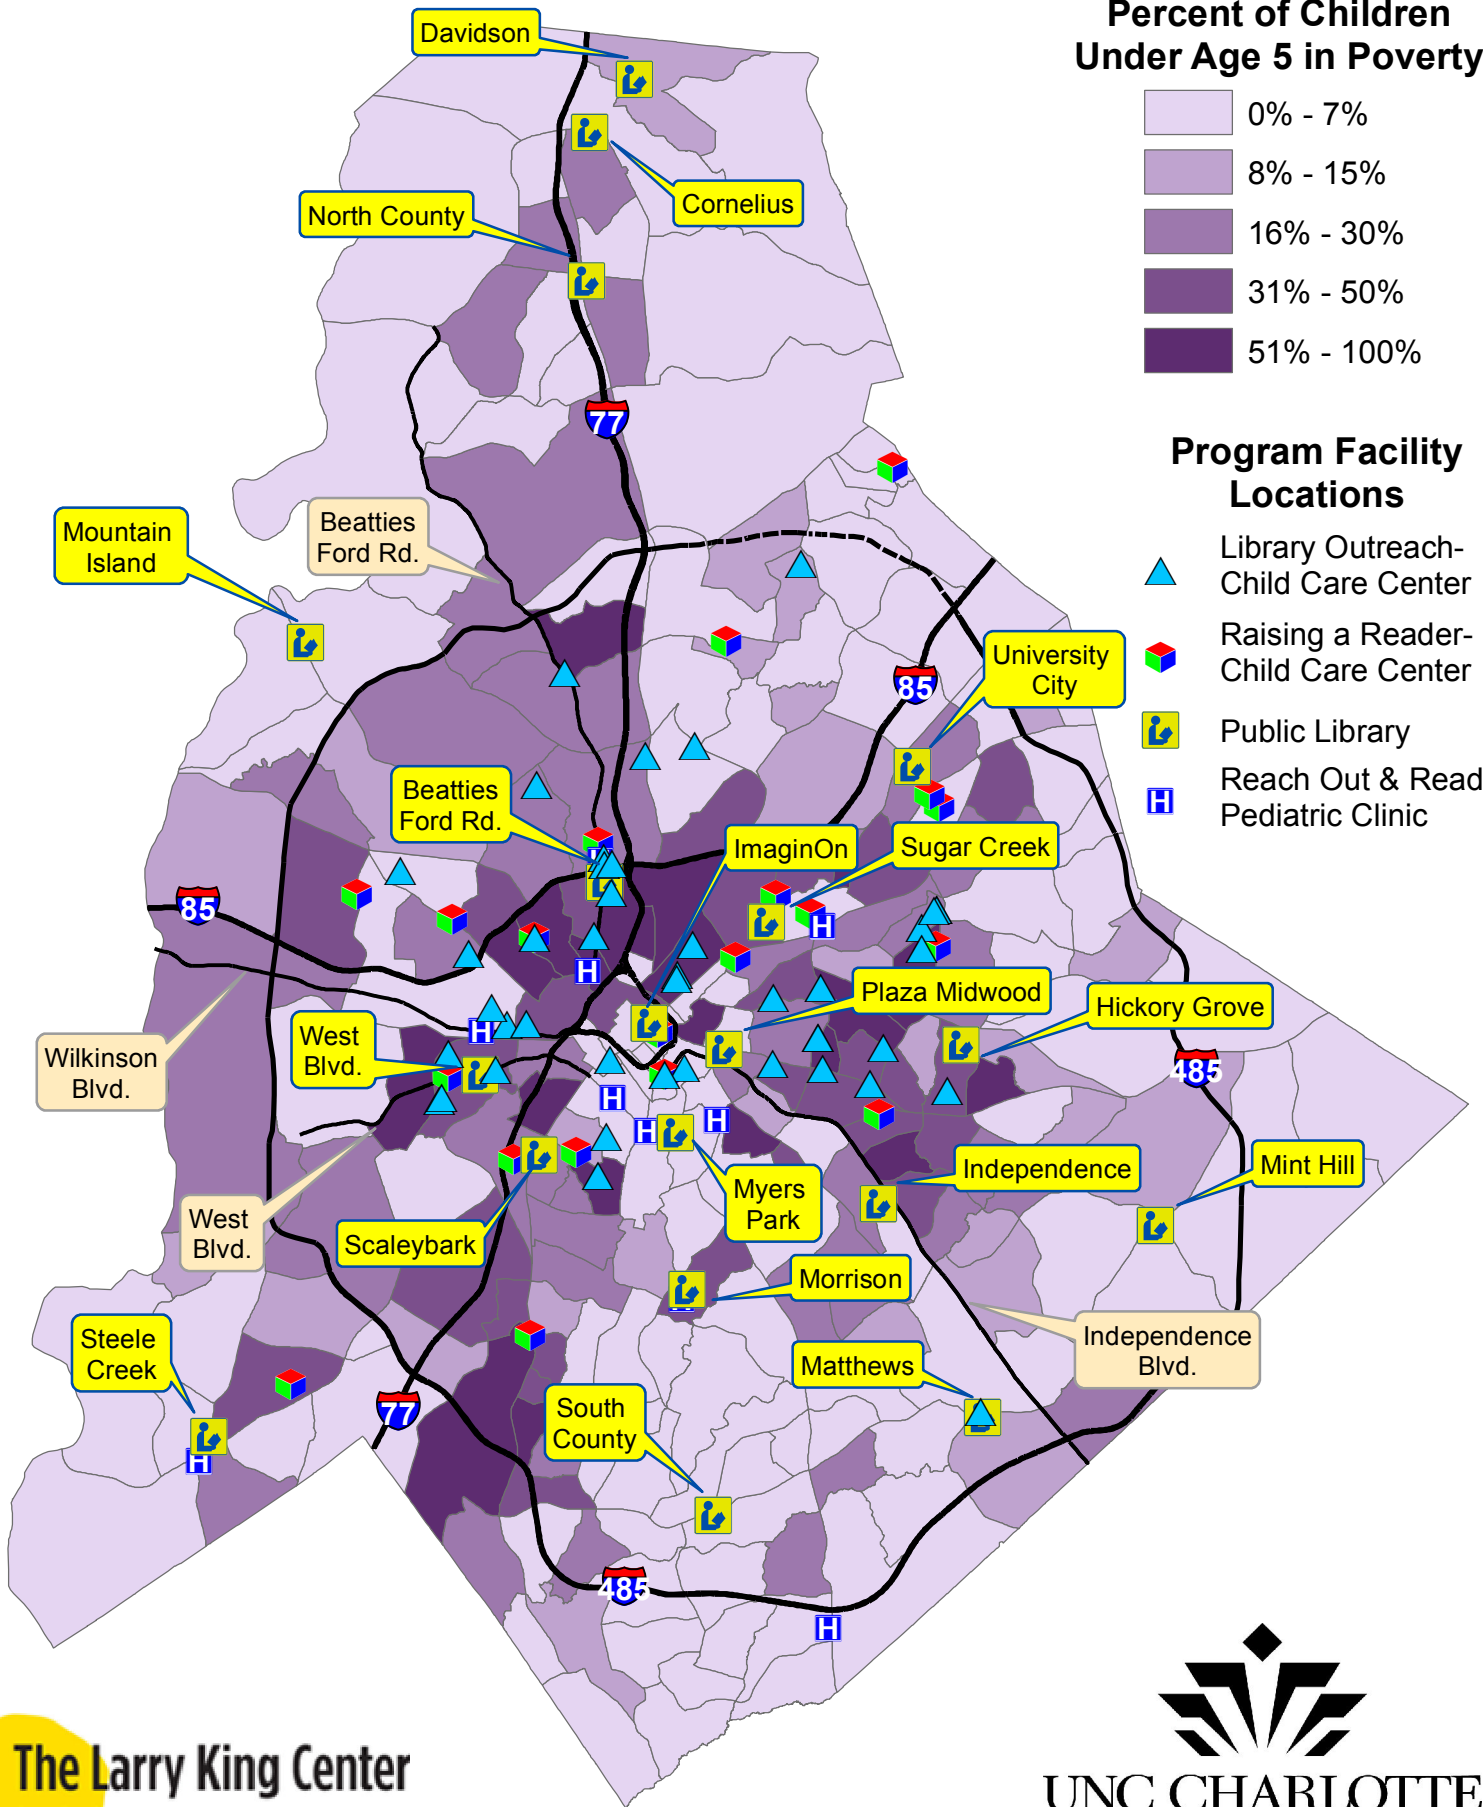 Percent of Children
Under Age 5 in Poverty
0% - 7%
8% - 15%
16% - 30%
31% - 50%
51% - 100%
Program Facility
Locations
Library Outreach-
Child Care Center
Raising a Reader-
Child Care Center
Public Library
H
Reach Out & Read
Pediatric Clinic
Davidson
Cornelius
North County
77
Mountain
Island
Beatties
Ford Rd.
University
City
85
Beatties
Ford Rd.
ImaginOn
Sugar Creek
85
H
H
Plaza Midwood
Hickory Grove
Wilkinson
Blvd.
West
Blvd.
H
485
H
H
H
West
Blvd.
Scaleybark
Myers
Park
Independence
Mint Hill
Morrison
Independence
Blvd.
Steele
Creek
Matthews
77
South
County
H
485
H
The Larry King Center
UNC CHARLOTTE